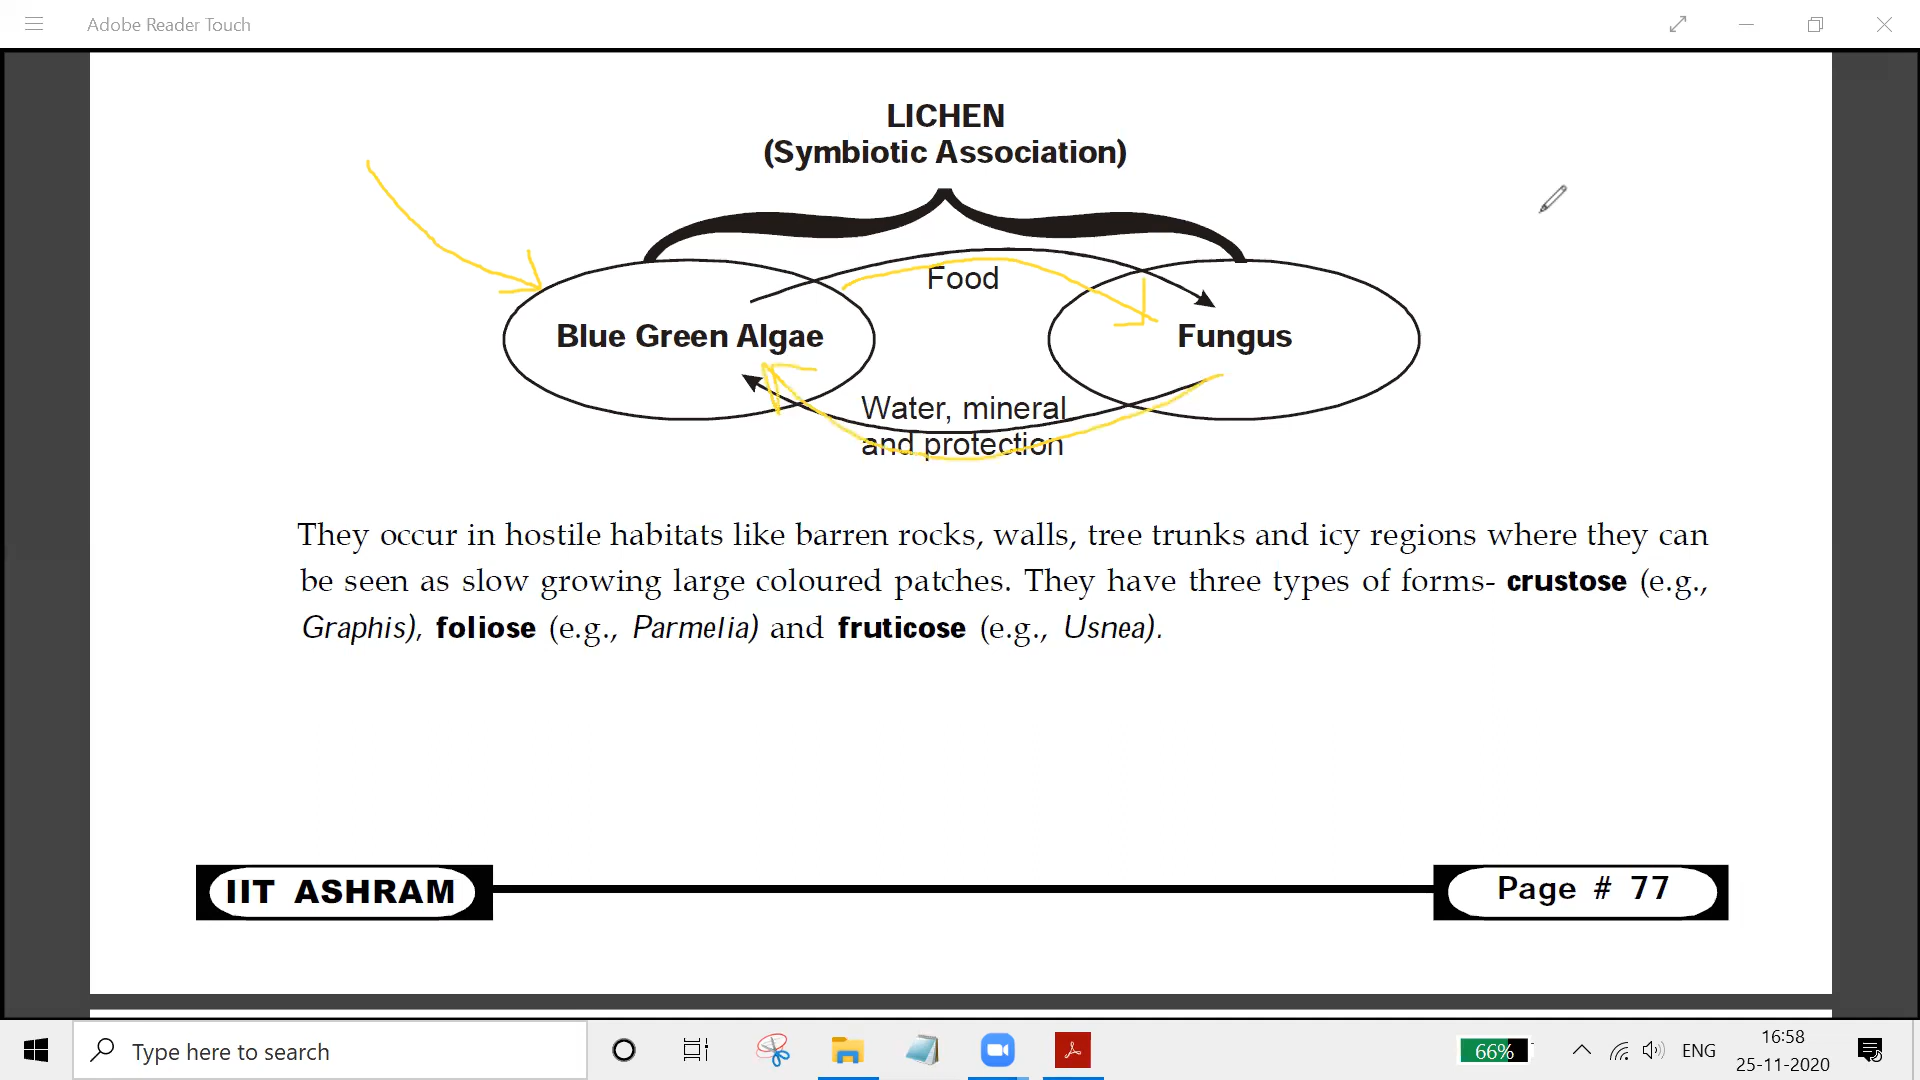 Adobe Reader Touch
LICHEN
(Symbiotic Association)
Food
Blue Green Algae
Fungus
Water, mineral
and protection
They occur in hostile habitats like barren rocks, walls, tree trunks and icy regions where they can
be seen as slow growing large coloured patches. They have three types of forms- crustose (e.g.,
Graphis), foliose (e.g., Parmelia) and fruticose (e.g., Usnea).
IIT ASHRAM
Page # 77
Type here to search
66%
ENG
16:58
25-11-2020